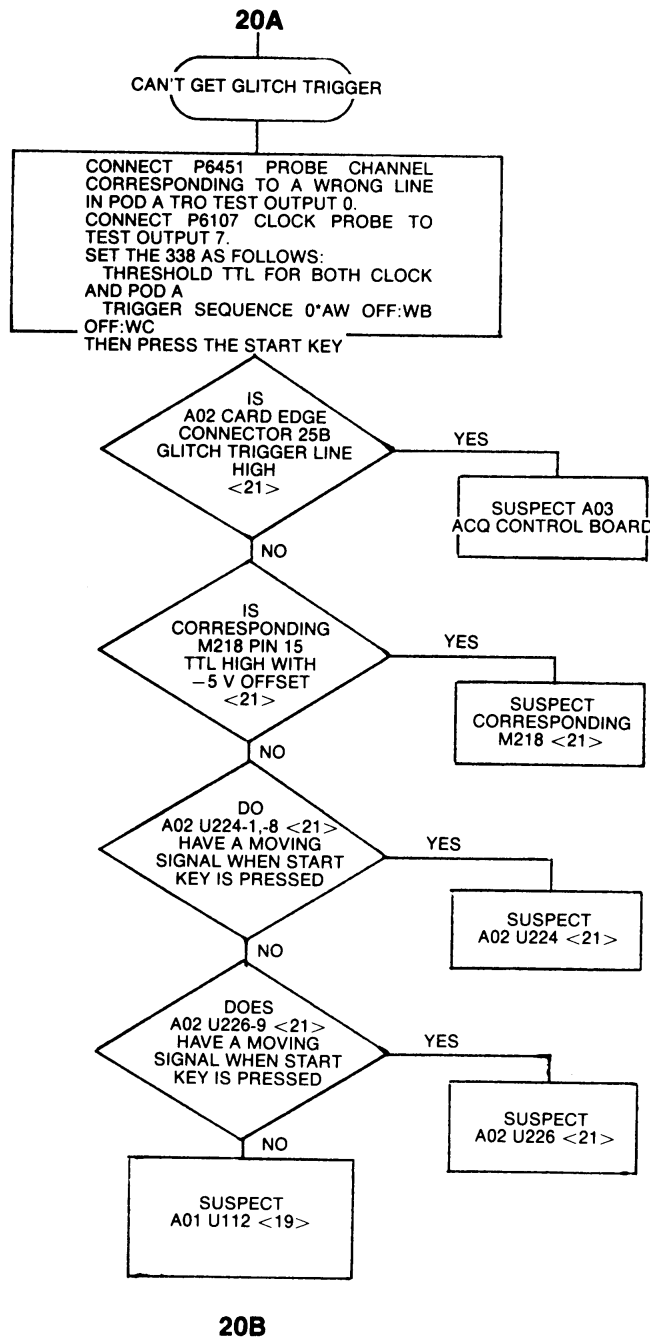 20A
CAN'T GET GLITCH TRIGGER
CONNECT P6451 PROBE CHANNEL
CORRESPONDING TO A WRONG LINE
IN POD A TRO TEST OUTPUT 0.
CONNECT P6107 CLOCK PROBE TO
TEST OUTPUT 7.
SET THE 338 AS FOLLOWS:
THRESHOLD TTL FOR BOTH CLOCK
AND POD A
TRIGGER SEQUENCE 0*AW OFF:WB
OFF:WC
THEN PRESS THE START KEY
IS
A02 CARD EDGE
CONNECTOR 25B
GLITCH TRIGGER LINE
HIGH
<21>
YES
SUSPECT A03
ACQ CONTROL BOARD
NO
IS
CORRESPONDING
M218 PIN 15
TTL HIGH WITH
−5 V OFFSET
<21>
YES
SUSPECT
CORRESPONDING
M218 <21>
NO
DO
A02 U224-1,-8 <21>
HAVE A MOVING
SIGNAL WHEN START
KEY IS PRESSED
YES
SUSPECT
A02 U224 <21>
NO
DOES
A02 U226-9 <21>
HAVE A MOVING
SIGNAL WHEN START
KEY IS PRESSED
YES
SUSPECT
A02 U226 <21>
NO
SUSPECT
A01 U112 <19>
20B